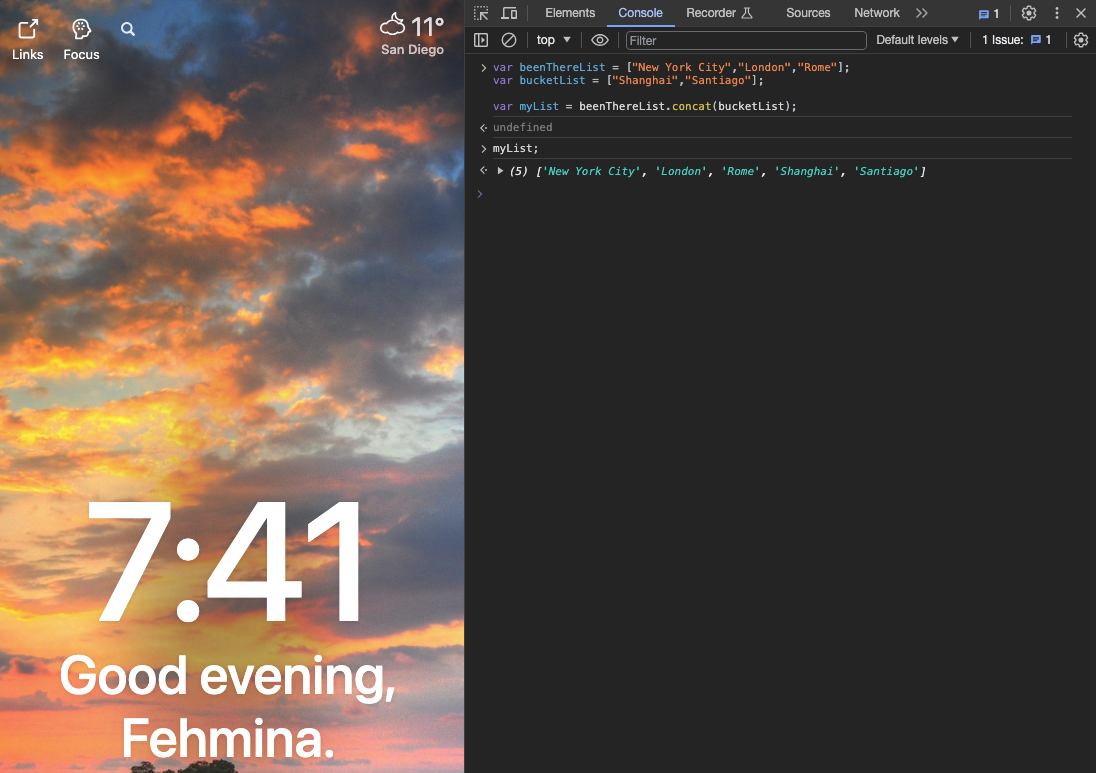 Links
Focus
11°
San Diego
7:41
Good evening,
Fehmina.
Elements
Console
Recorder
Sources
Network
1
top
Filter
Default levels
1 Issue:
1
var beenThereList = ["New York City","London","Rome"];
var bucketList = ["Shanghai","Santiago"];
var myList = beenThereList.concat(bucketList);
undefined
myList;
(5) ['New York City', 'London', 'Rome', 'Shanghai', 'Santiago']